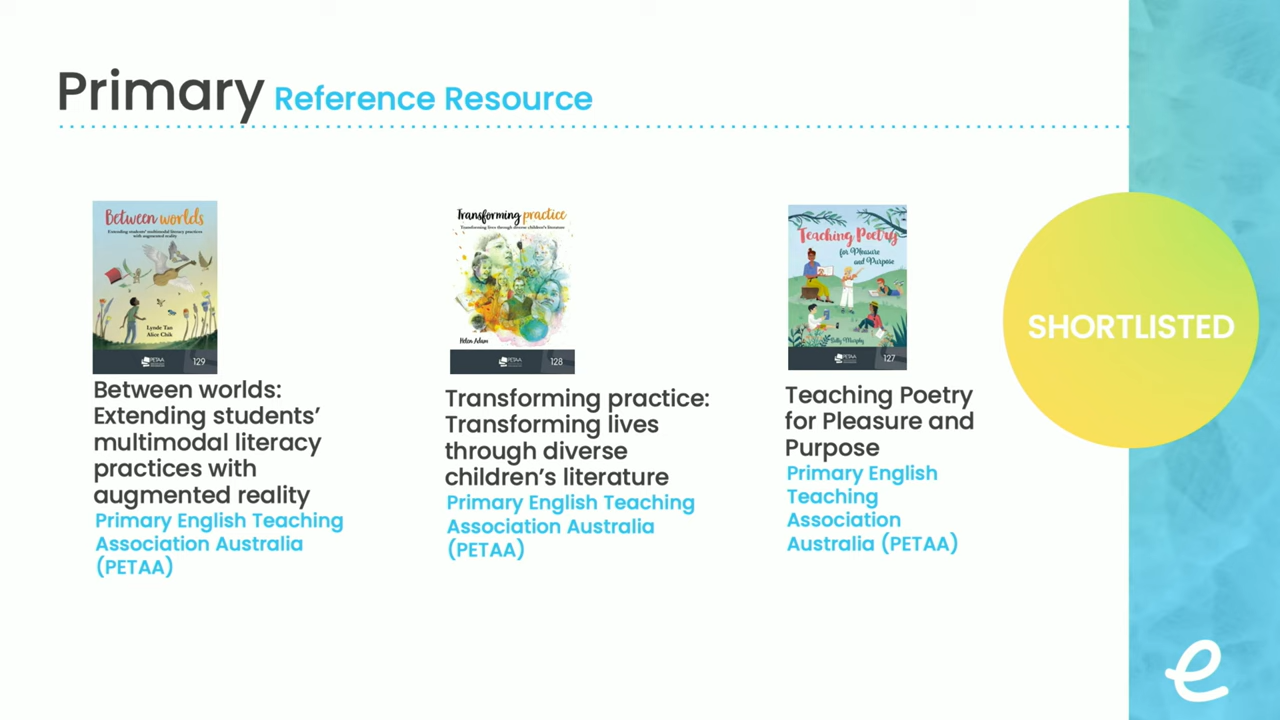 Primary Reference Resource
Between worlds
Extending students' multimodal literacy practices
with augmented reality
Lynde Tan
Alice Chik
PETAA
129
Between worlds:
Extending students’
multimodal literacy
practices with
augmented reality
Primary English Teaching
Association Australia
(PETAA)
Transforming practice
Transforming lives through diverse children's literature
Helen Adam
PETAA
128
Transforming practice:
Transforming lives
through diverse
children’s literature
Primary English Teaching
Association Australia
(PETAA)
Teaching Poetry
for Pleasure
and Purpose
Sally Murphy
PETAA
127
Teaching Poetry
for Pleasure and
Purpose
Primary English
Teaching
Association
Australia (PETAA)
SHORTLISTED
e